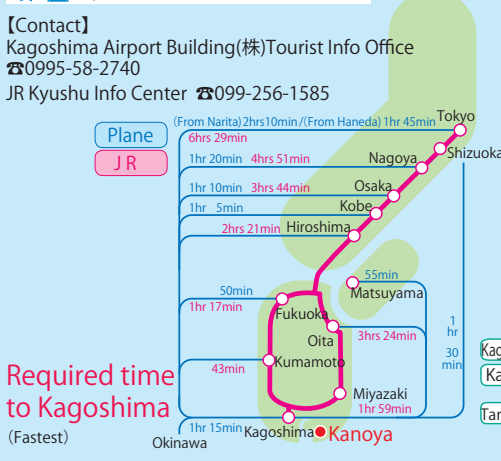 【Contact】
Kagoshima Airport Building(株)Tourist Info Office
☎0995-58-2740
JR Kyushu Info Center ☎099-256-1585
Plane
JR
(From Narita) 2hrs10min/(From Haneda) 1hr 45min
Tokyo
6hrs 29min
Shizuoka
1hr 20min 4hrs 51min
Nagoya
1hr 10min 3hrs 44min
Osaka
1hr 5min
Kobe
2hrs 21min
Hiroshima
55min
Matsuyama
50min
1hr 17min
Fukuoka
Oita
3hrs 24min
1
hr
30
min
43min
Kumamoto
Miyazaki
1hr 59min
Required time
to Kagoshima
(Fastest)
1hr 15min
Okinawa
Kagoshima
Kanoya
Kag
Ka
Tar